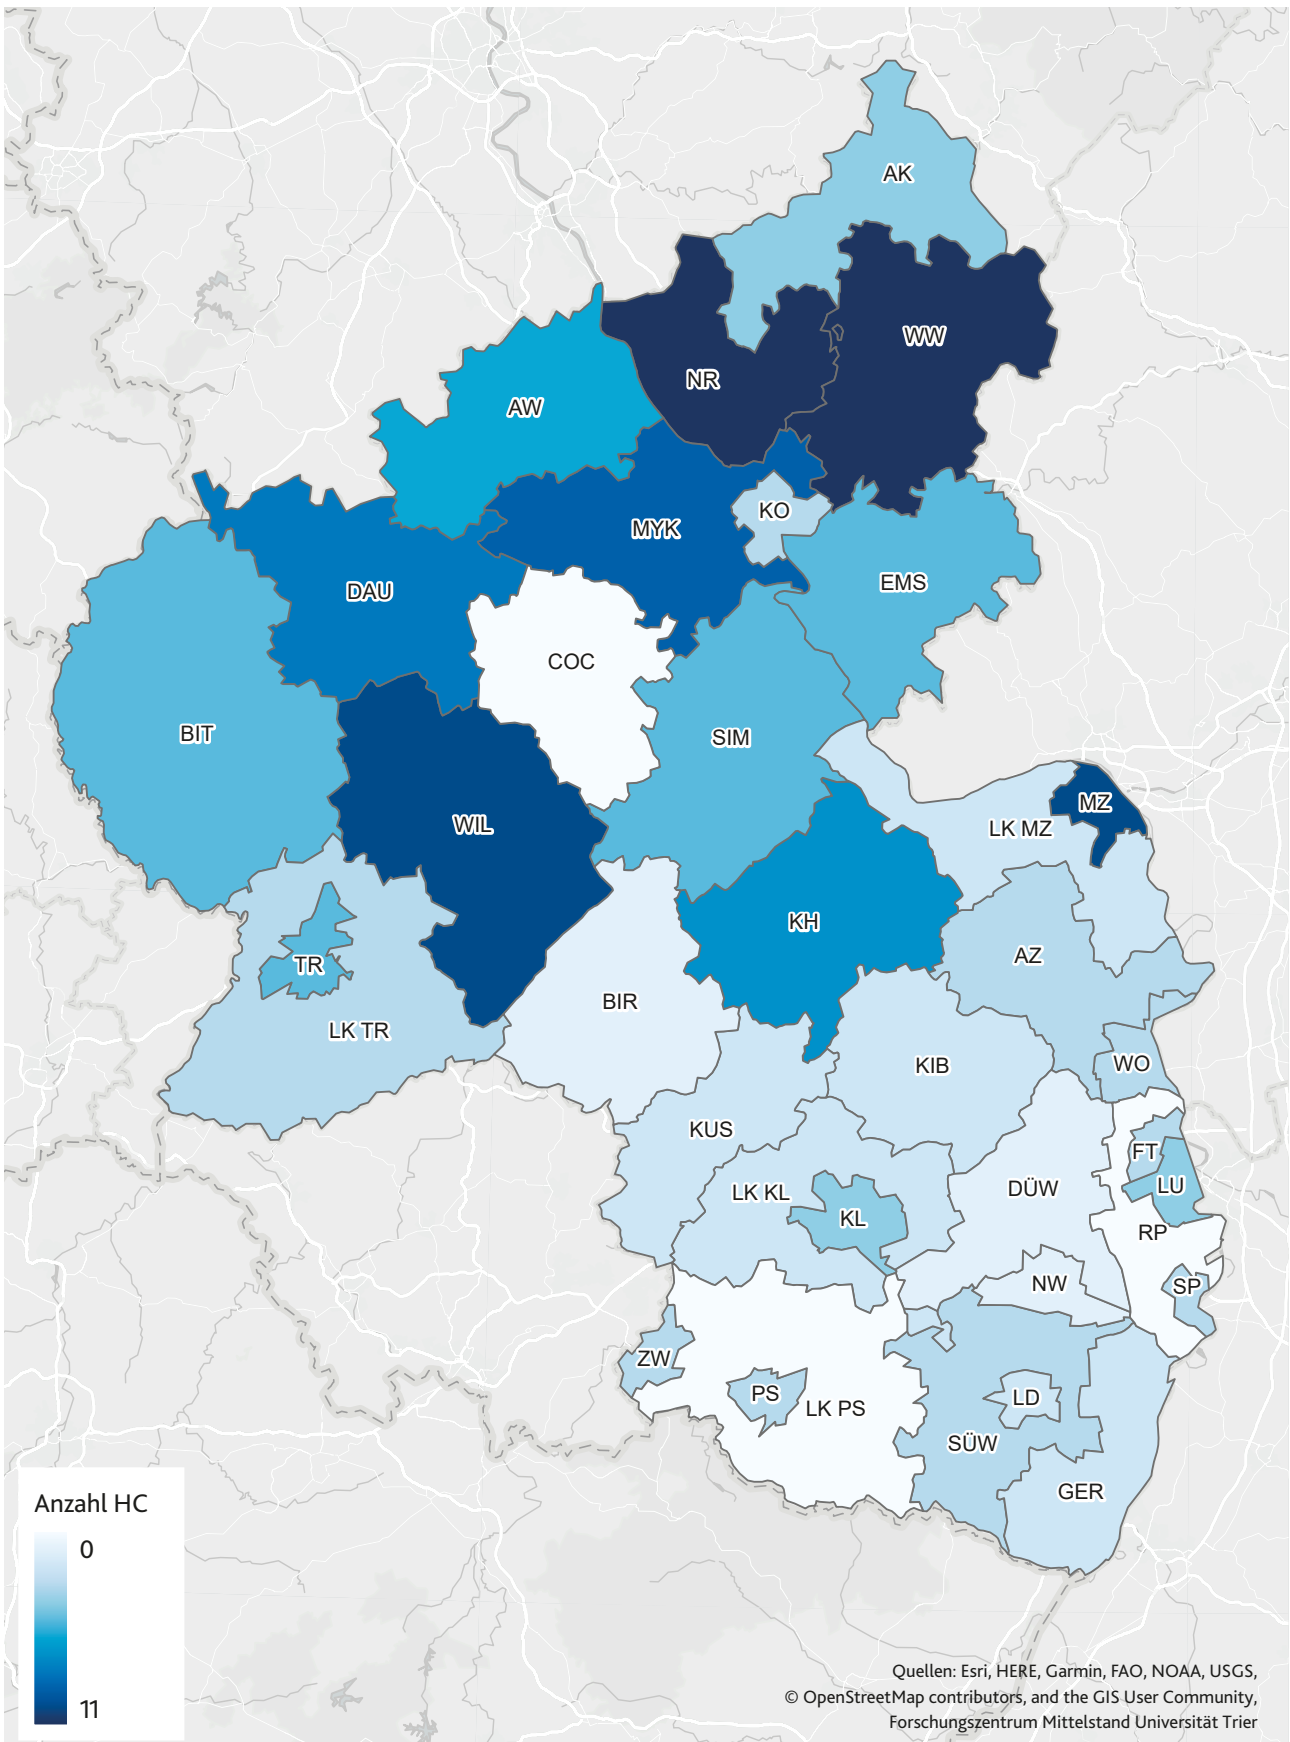 AK
WW
NR
AW
KO
MYK
EMS
DAU
COC
BIT
SIM
MZ
WIL
LK MZ
KH
AZ
TR
BIR
LK TR
WO
KIB
KUS
FT
LU
DÜW
LK KL
KL
RP
NW
SP
ZW
PS
LD
LK PS
SÜW
GER
Anzahl HC
0
11
Quellen: Esri, HERE, Garmin, FAO, NOAA, USGS,
© OpenStreetMap contributors, and the GIS User Community,
Forschungszentrum Mittelstand Universität Trier